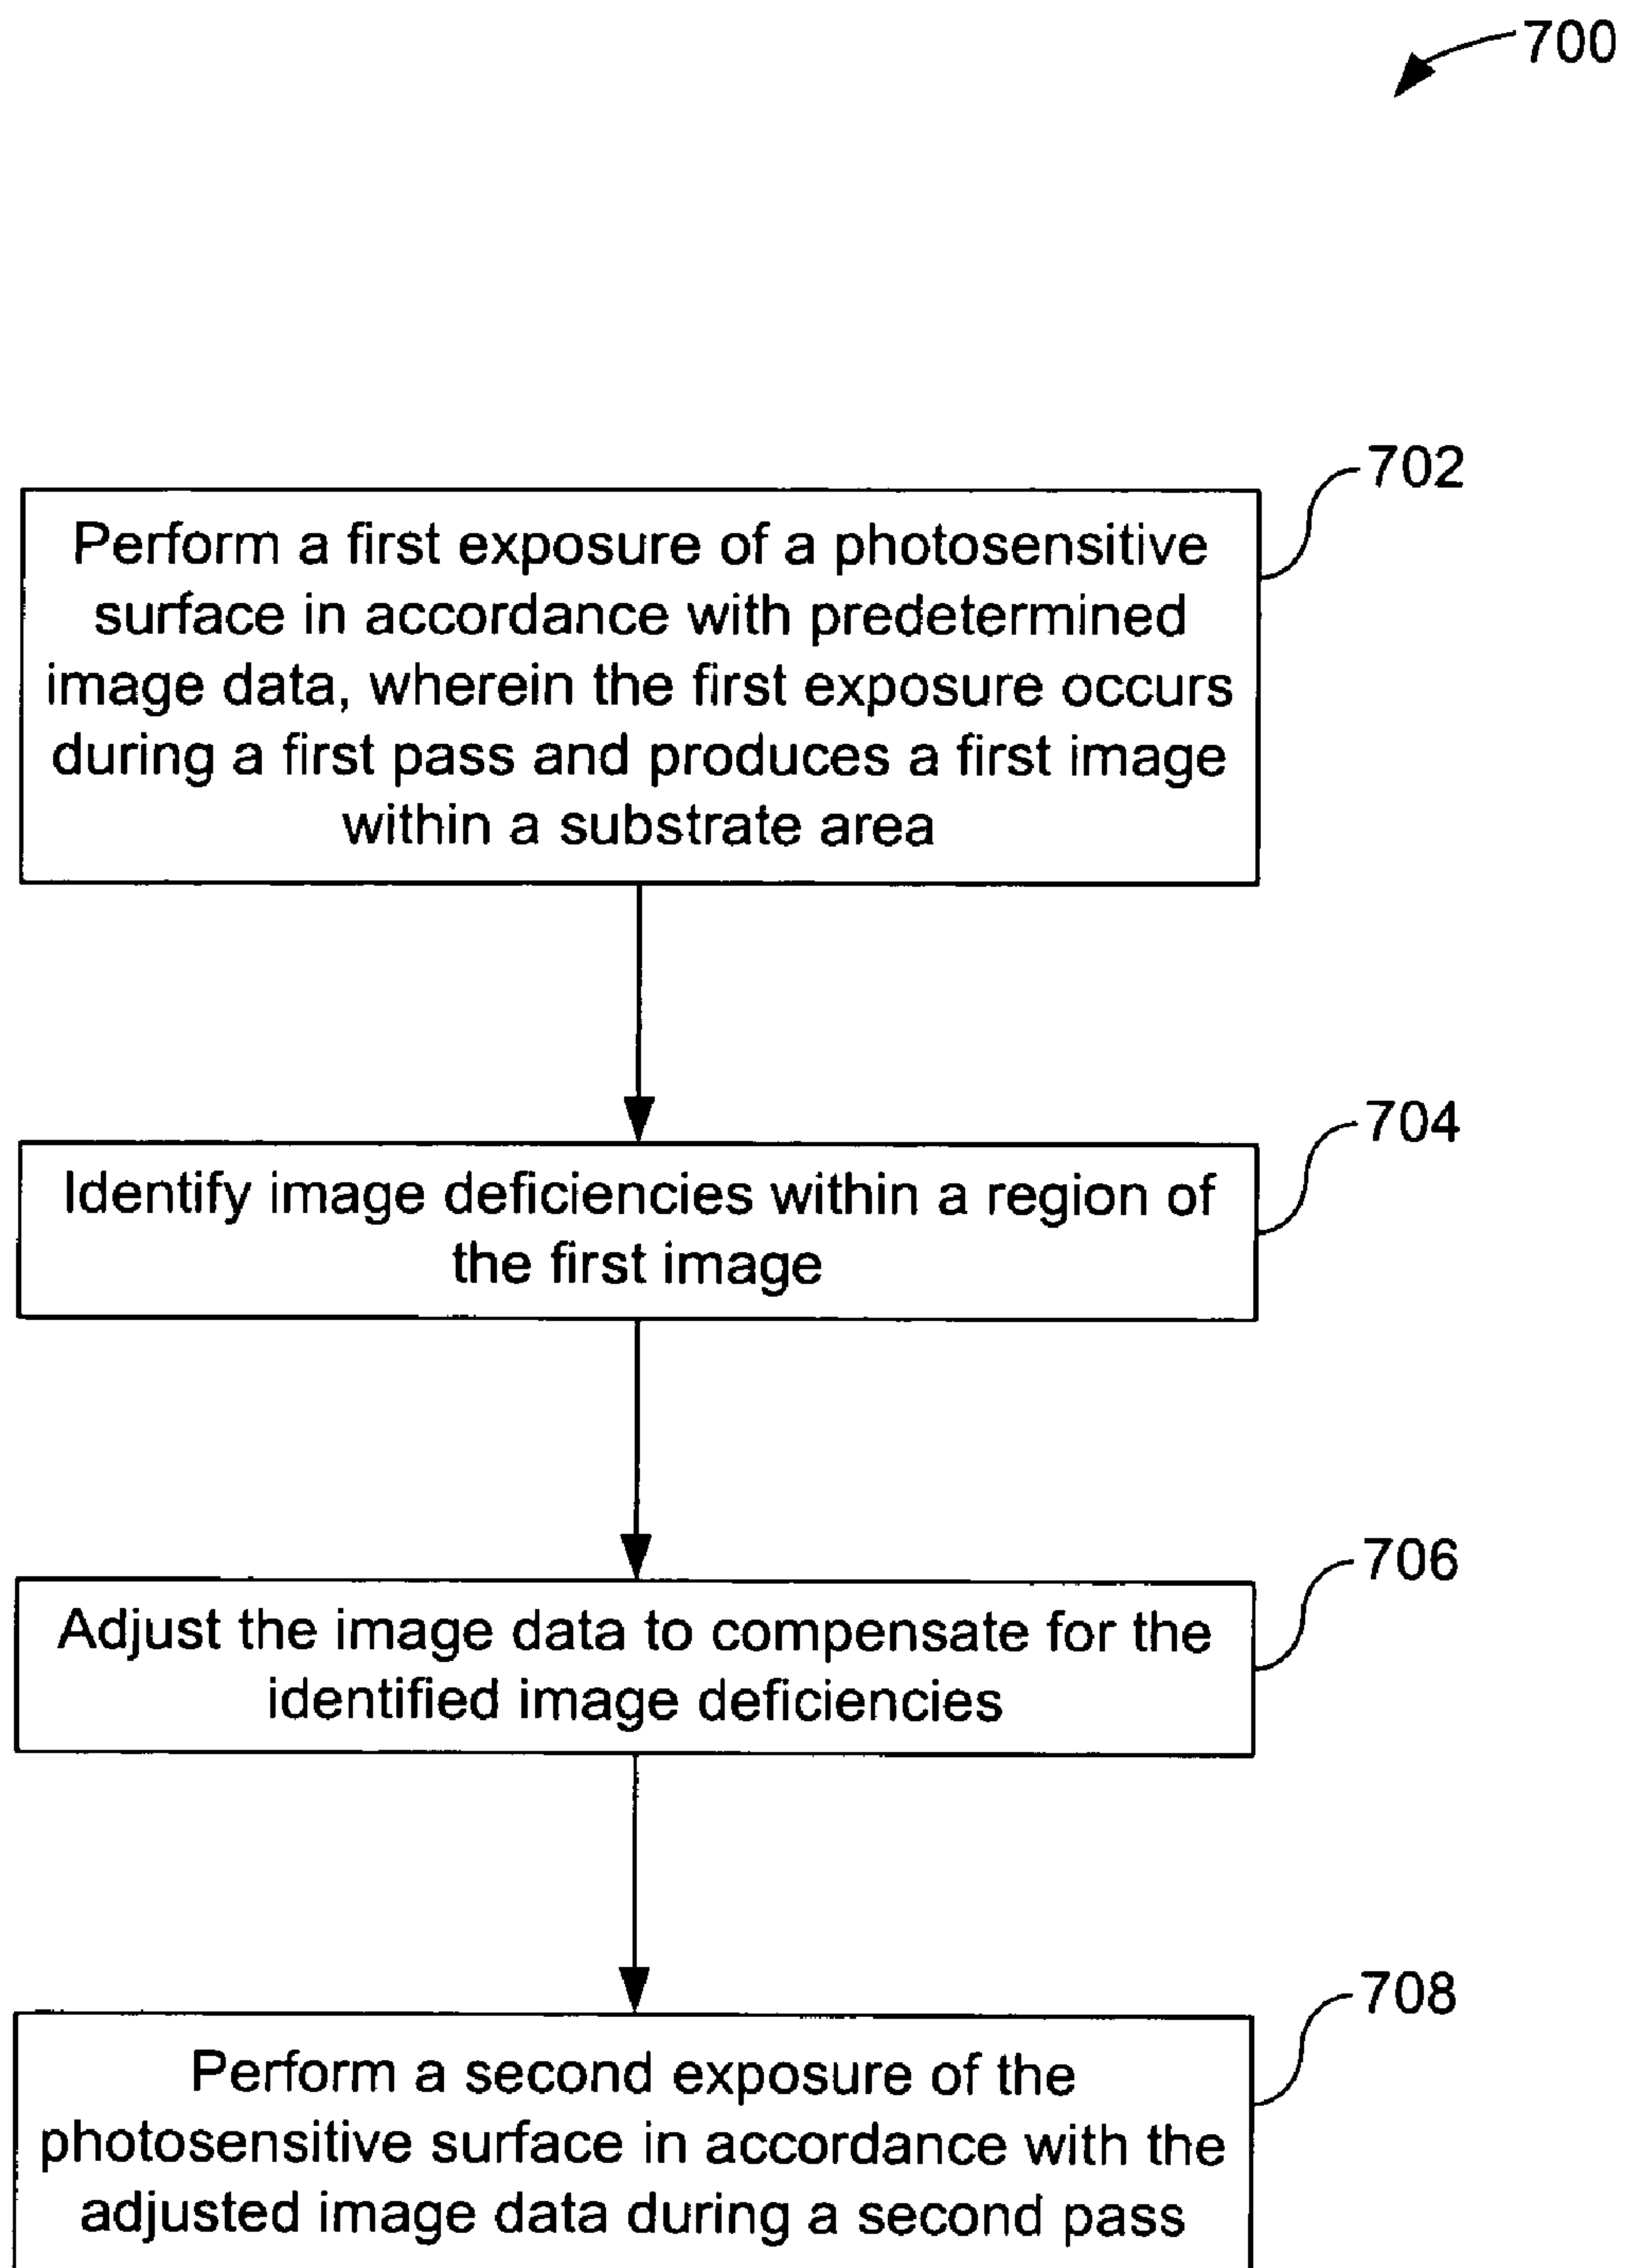 700
702
Perform a first exposure of a photosensitive
surface in accordance with predetermined
image data, wherein the first exposure occurs
during a first pass and produces a first image
within a substrate area
704
Identify image deficiencies within a region of
the first image
706
Adjust the image data to compensate for the
identified image deficiencies
708
Perform a second exposure of the
photosensitive surface in accordance with the
adjusted image data during a second pass